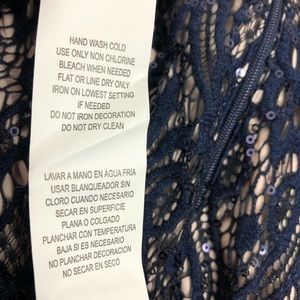 HAND WASH COLD
USE ONLY NON CHLORINE
BLEACH WHEN NEEDED
FLAT OR LINE DRY ONLY
IRON ON LOWEST SETTING
IF NEEDED
DO NOT IRON DECORATION
DO NOT DRY CLEAN
LAVAR A MANO EN AGUA FRIA
USAR BLANQUEADOR SIN
CLORO CUANDO NECESARIO
SECAR EN SUPERFICIE
PLANA O COLGADO
PLANCHAR CON TEMPERATURA
BAJA SI ES NECESARIO
NO PLANCHAR DECORACION
NO SECAR EN SECO